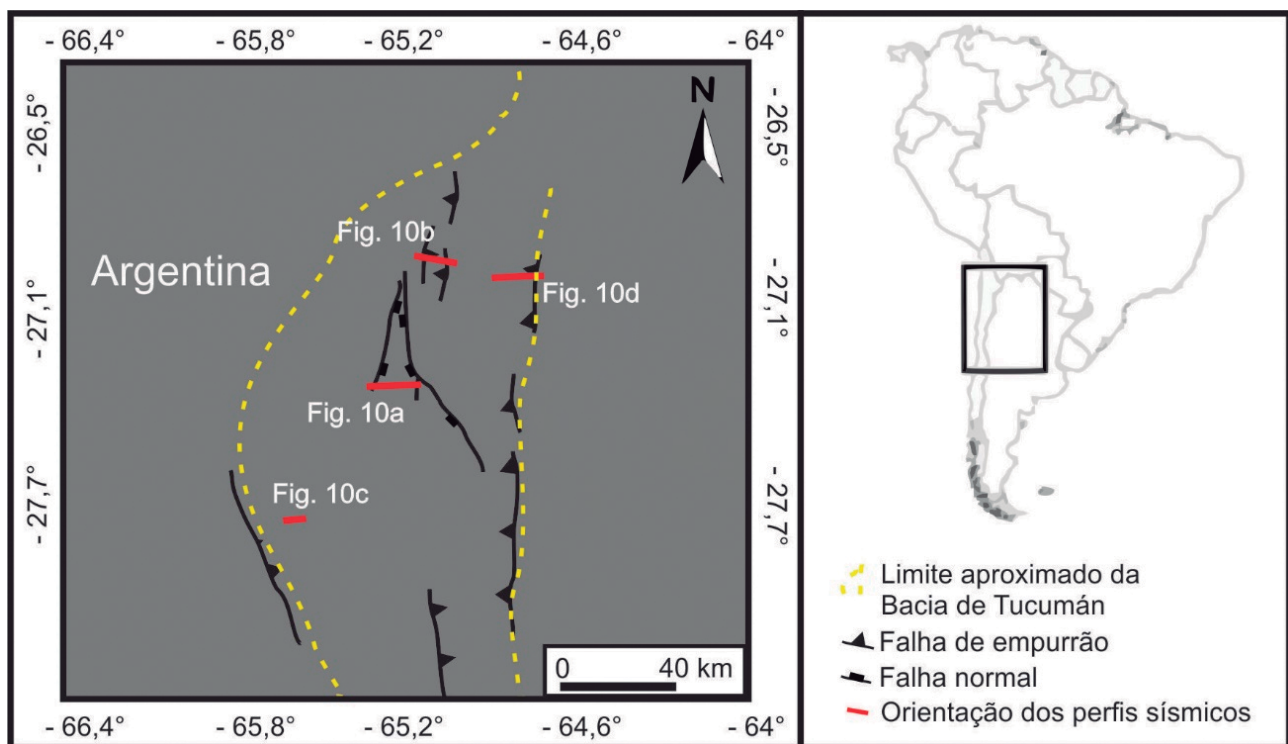 - 66,4° - 65,8° - 65,2° - 64,6° - 64°
- 26,5°
- 27,1°
- 27,7°
N
Argentina
Fig. 10b
Fig. 10d
Fig. 10a
Fig. 10c
0 40 km
- 26,5°
- 27,1°
- 27,7°
- 66,4° - 65,8° - 65,2° - 64,6° - 64°
Limite aproximado da
Bacia de Tucumán
Falha de empurrão
Falha normal
Orientação dos perfis sísmicos